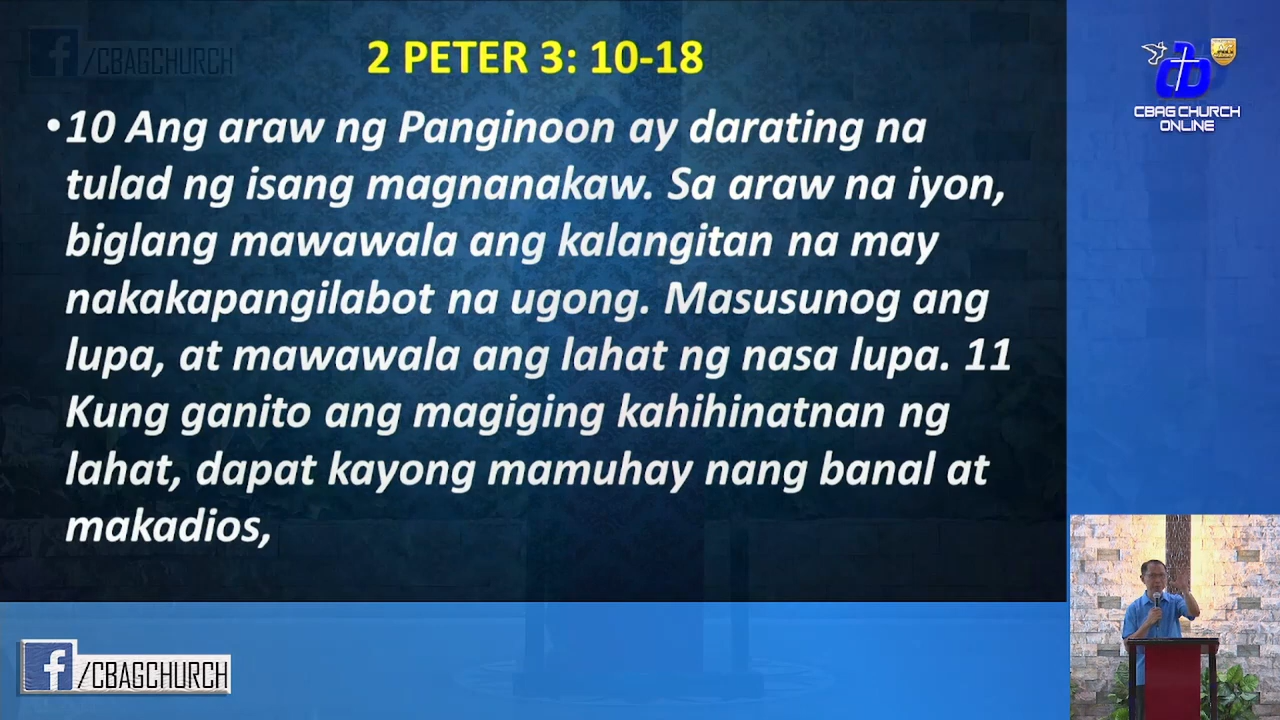 /CBAGCHURCH
2 PETER 3: 10-18
•10 Ang araw ng Panginoon ay darating na
tulad ng isang magnanakaw. Sa araw na iyon,
biglang mawawala ang kalangitan na may
nakakapangilabot na ugong. Masusunog ang
lupa, at mawawala ang lahat ng nasa lupa. 11
Kung ganito ang magiging kahihinatnan ng
lahat, dapat kayong mamuhay nang banal at
makadios,
CBAG CHURCH
ONLINE
f/CBAGCHURCH